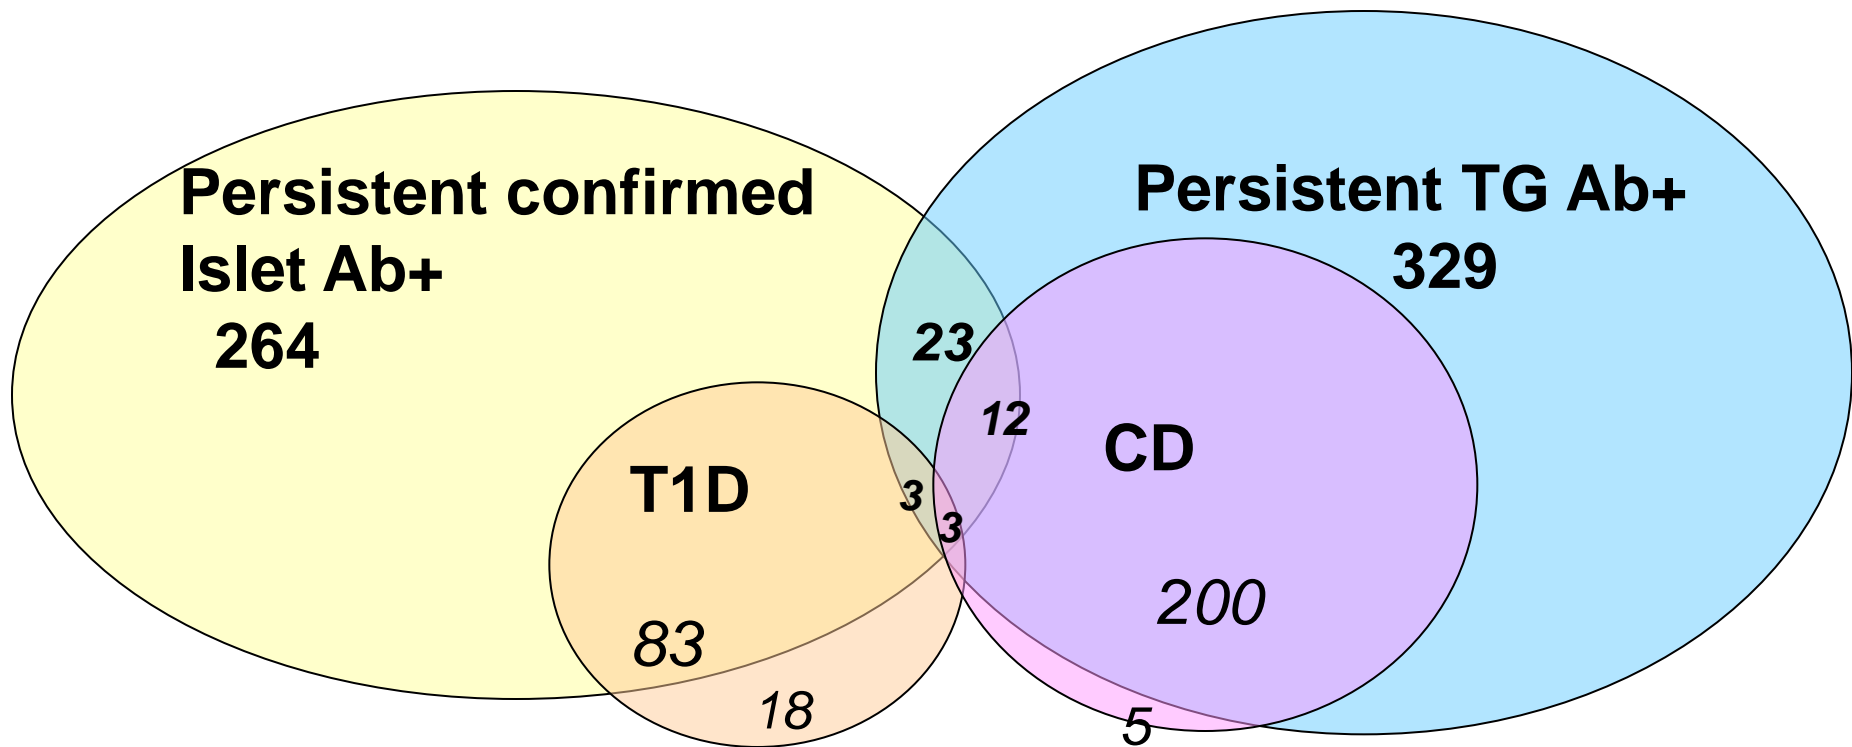 Persistent confirmed
Islet Ab+
264
Persistent TG Ab+
329
23
12
CD
T1D
3
3
200
83
18
5